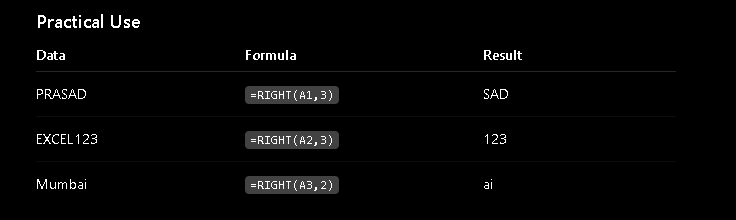 Practical Use
Data Formula Result
PRASAD =RIGHT(A1,3) SAD
EXCEL123 =RIGHT(A2,3) 123
Mumbai =RIGHT(A3,2) ai